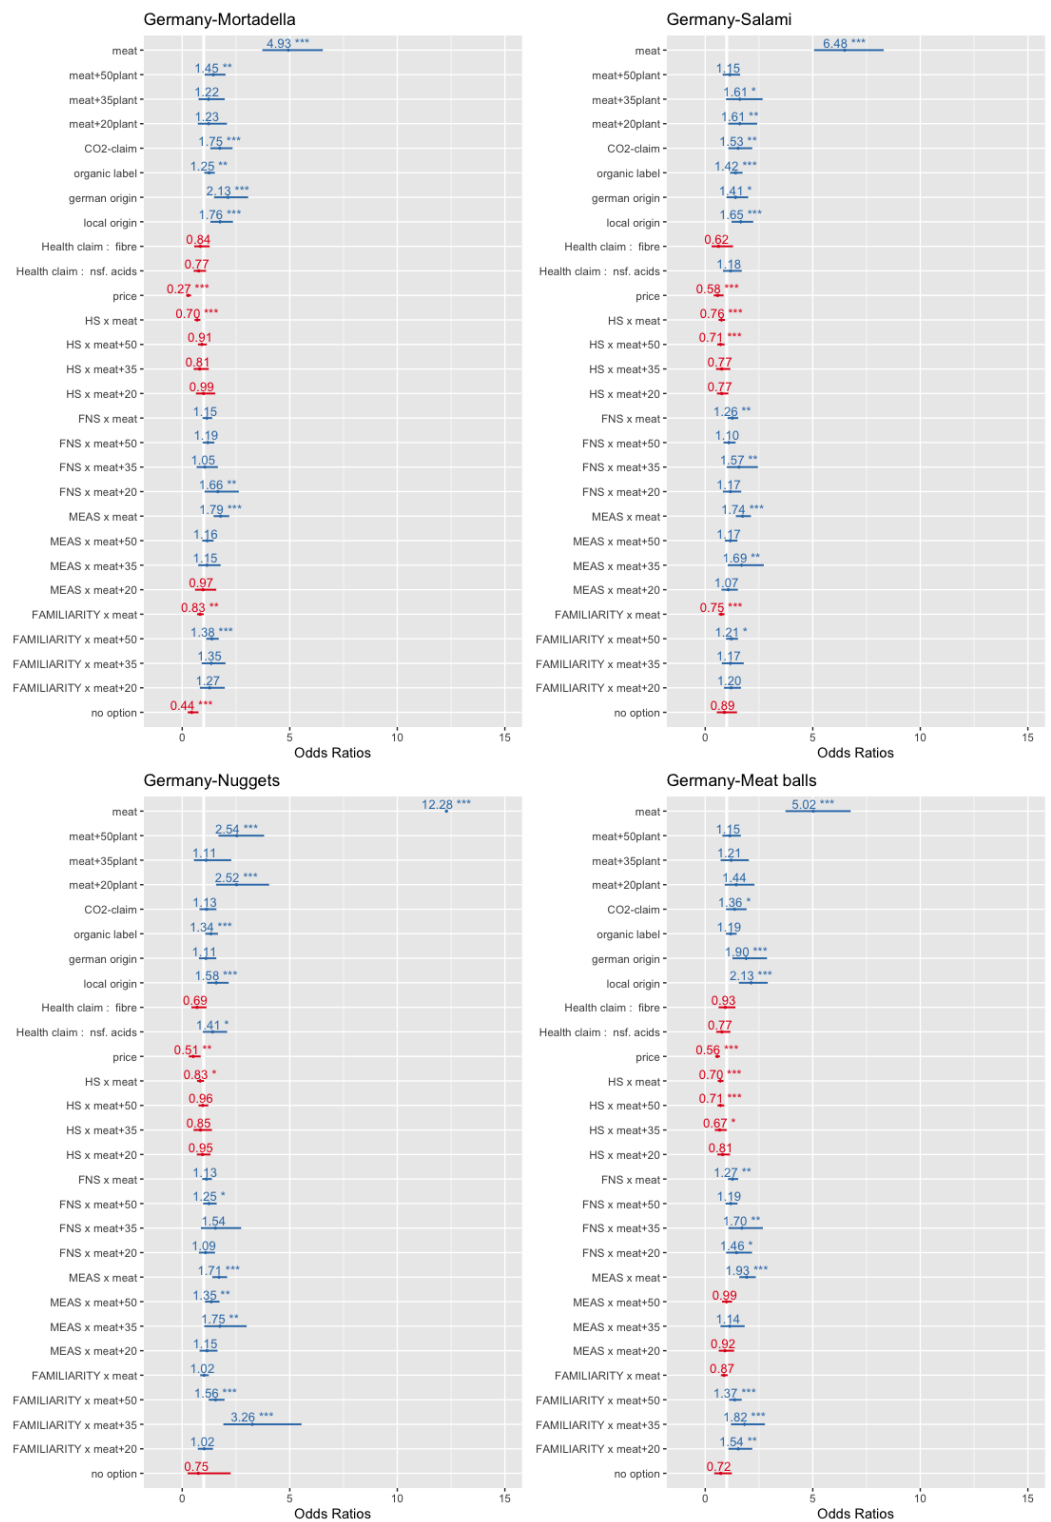 Germany-Mortadella
meat 4.93 ***
meat+50plant 1.45 **
meat+35plant 1.22
meat+20plant 1.23
CO2-claim 1.75 ***
organic label 1.25 **
german origin 2.13 ***
local origin 1.76 ***
Health claim : fibre 0.84
Health claim : nsf. acids 0.77
price 0.27 ***
HS x meat 0.70 ***
HS x meat+50 0.91
HS x meat+35 0.81
HS x meat+20 0.99
FNS x meat 1.15
FNS x meat+50 1.19
FNS x meat+35 1.05
FNS x meat+20 1.66 **
MEAS x meat 1.79 ***
MEAS x meat+50 1.16
MEAS x meat+35 1.15
MEAS x meat+20 0.97
FAMILIARITY x meat 0.83 **
FAMILIARITY x meat+50 1.38 ***
FAMILIARITY x meat+35 1.35
FAMILIARITY x meat+20 1.27
no option 0.44 ***
0 5 10 15
Odds Ratios
Germany-Salami
meat 6.48 ***
meat+50plant 1.15
meat+35plant 1.61 *
meat+20plant 1.61 **
CO2-claim 1.53 **
organic label 1.42 ***
german origin 1.41 *
local origin 1.65 ***
Health claim : fibre 0.62
Health claim : nsf. acids 1.18
price 0.58 ***
HS x meat 0.76 ***
HS x meat+50 0.71 ***
HS x meat+35 0.77
HS x meat+20 0.77
FNS x meat 1.26 **
FNS x meat+50 1.10
FNS x meat+35 1.57 **
FNS x meat+20 1.17
MEAS x meat 1.74 ***
MEAS x meat+50 1.17
MEAS x meat+35 1.69 **
MEAS x meat+20 1.07
FAMILIARITY x meat 0.75 ***
FAMILIARITY x meat+50 1.21 *
FAMILIARITY x meat+35 1.17
FAMILIARITY x meat+20 1.20
no option 0.89
0 5 10 15
Odds Ratios
Germany-Nuggets
meat 12.28 ***
meat+50plant 2.54 ***
meat+35plant 1.11
meat+20plant 2.52 ***
CO2-claim 1.13
organic label 1.34 ***
german origin 1.11
local origin 1.58 ***
Health claim : fibre 0.69
Health claim : nsf. acids 1.41 *
price 0.51 **
HS x meat 0.83 *
HS x meat+50 0.96
HS x meat+35 0.85
HS x meat+20 0.95
FNS x meat 1.13
FNS x meat+50 1.25 *
FNS x meat+35 1.54
FNS x meat+20 1.09
MEAS x meat 1.71 ***
MEAS x meat+50 1.35 **
MEAS x meat+35 1.75 **
MEAS x meat+20 1.15
FAMILIARITY x meat 1.02
FAMILIARITY x meat+50 1.56 ***
FAMILIARITY x meat+35 3.26 ***
FAMILIARITY x meat+20 1.02
no option 0.75
0 5 10 15
Odds Ratios
Germany-Meat balls
meat 5.02 ***
meat+50plant 1.15
meat+35plant 1.21
meat+20plant 1.44
CO2-claim 1.36 *
organic label 1.19
german origin 1.90 ***
local origin 2.13 ***
Health claim : fibre 0.93
Health claim : nsf. acids 0.77
price 0.56 ***
HS x meat 0.70 ***
HS x meat+50 0.71 ***
HS x meat+35 0.67 *
HS x meat+20 0.81
FNS x meat 1.27 **
FNS x meat+50 1.19
FNS x meat+35 1.70 **
FNS x meat+20 1.46 *
MEAS x meat 1.93 ***
MEAS x meat+50 0.99
MEAS x meat+35 1.14
MEAS x meat+20 0.92
FAMILIARITY x meat 0.87
FAMILIARITY x meat+50 1.37 ***
FAMILIARITY x meat+35 1.82 ***
FAMILIARITY x meat+20 1.54 **
no option 0.72
0 5 10 15
Odds Ratios